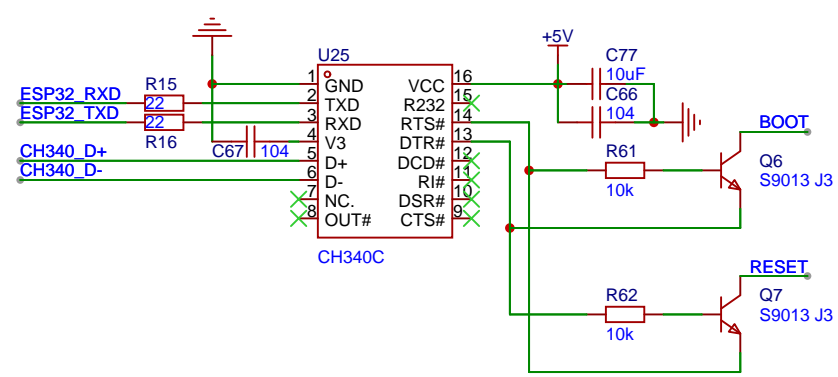 +5V
U25
C77
10uF
1 GND VCC 16
R15
ESP32_RXD 22 2 TXD R232 15 C66
ESP32_TXD 22 3 RXD RTS# 14 104
R16
BOOT
4 V3 DTR# 13 R61
C67 104
CH340_D+ 5 D+ DCD# 12 Q6
CH340_D- 6 D- RI# 11 S9013 J3
10k
7 NC. DSR# 10
8 OUT# CTS# 9
CH340C
RESET
R62 Q7
S9013 J3
10k